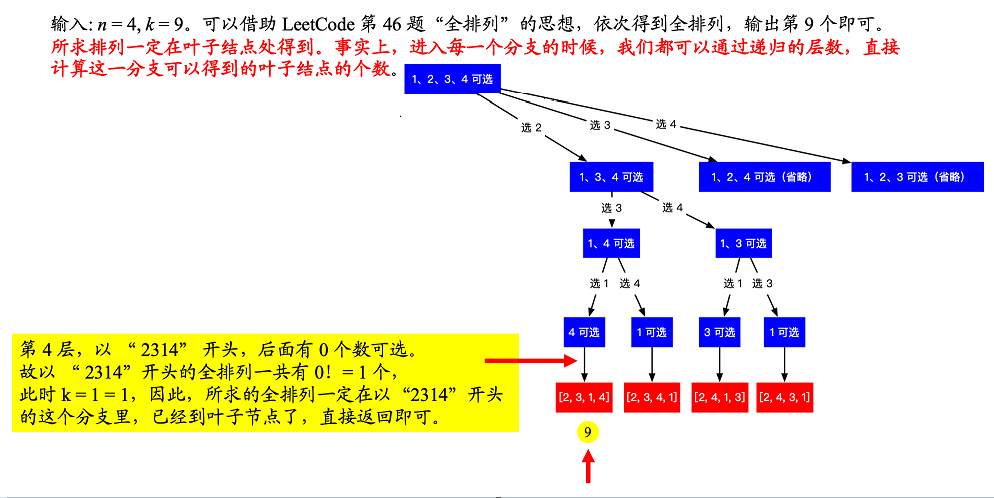 输入: n = 4, k = 9。可以借助 LeetCode 第 46 题“全排列”的思想，依次得到全排列，输出第 9 个即可。
所求排列一定在叶子结点处得到。事实上，进入每一个分支的时候，我们都可以通过递归的层数，直接
计算这一分支可以得到的叶子结点的个数。
1、2、3、4 可选
选 2
选 3
选 4
1、3、4 可选
1、2、4 可选（省略）
1、2、3 可选（省略）
选 3
选 4
1、4 可选
1、3 可选
选 1
选 4
选 1
选 3
4 可选
1 可选
3 可选
1 可选
第 4 层，以 “ 2314” 开头，后面有 0 个数可选。
故以 “ 2314”开头的全排列一共有 0！= 1 个，
此时 k = 1 = 1，因此，所求的全排列一定在以“2314”开头
的这个分支里，已经到叶子节点了，直接返回即可。
[2, 3, 1, 4]
[2, 3, 4, 1]
[2, 4, 1, 3]
[2, 4, 3, 1]
9